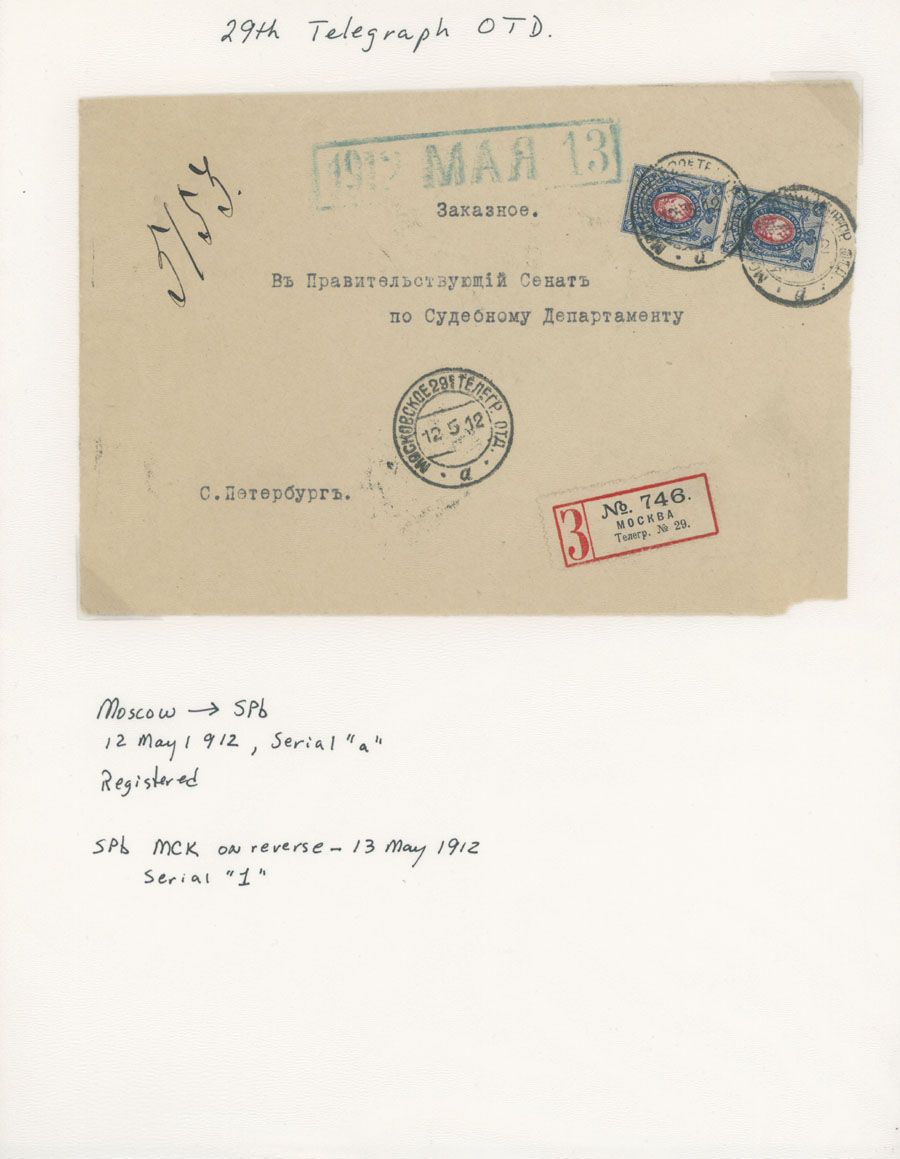 29th Telegraph OTD.
1912 МАЯ 13
Заказное.
Въ Правительствующій Сенатъ
по Судебному Департаменту
МОСКОВСКОЕ 29Е ТЕЛЕГР. ОТД.
12 5 12
а
С.Петербургъ.
З
№. 746.
МОСКВА
Телегр. № 29.
Moscow → SPb
12 May 1912, Serial "a"
Registered
SPb MCK on reverse - 13 May 1912
Serial "1"